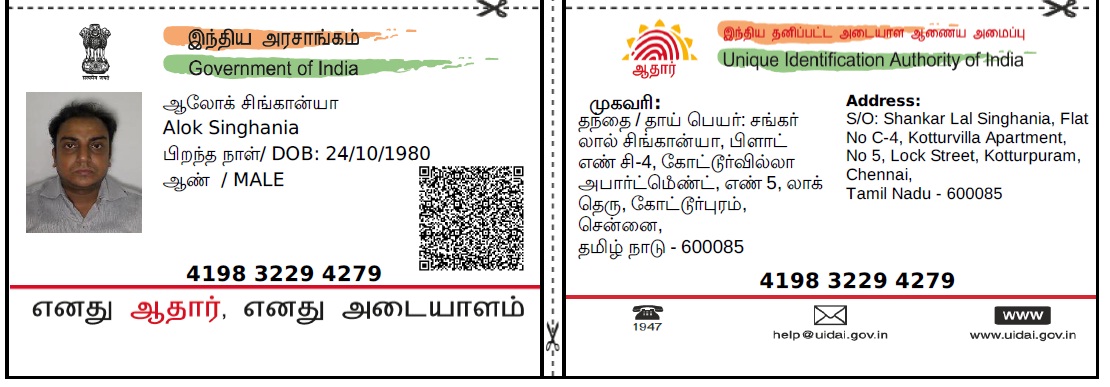 இந்திய அரசாங்கம்
Government of India
ஆலோக் சிங்கான்யா
Alok Singhania
பிறந்த நாள்/ DOB: 24/10/1980
ஆண் / MALE
4198 3229 4279
எனது ஆதார், எனது அடையாளம்
இந்திய தனிப்பட்ட அடையாள ஆணைய அமைப்பு
Unique Identification Authority of India
ஆதார்
முகவரி:
தந்தை / தாய் பெயர்: சங்கர்
லால் சிங்கான்யா, பிளாட்
எண் சி-4, கோட்டூர்வில்லா
அபார்ட்மெண்ட், எண் 5, லாக்
தெரு, கோட்டூர்புரம்,
சென்னை,
தமிழ் நாடு - 600085
Address:
S/O: Shankar Lal Singhania, Flat
No C-4, Kotturvilla Apartment,
No 5, Lock Street, Kotturpuram,
Chennai,
Tamil Nadu - 600085
4198 3229 4279
1947
help@uidai.gov.in
www
www.uidai.gov.in